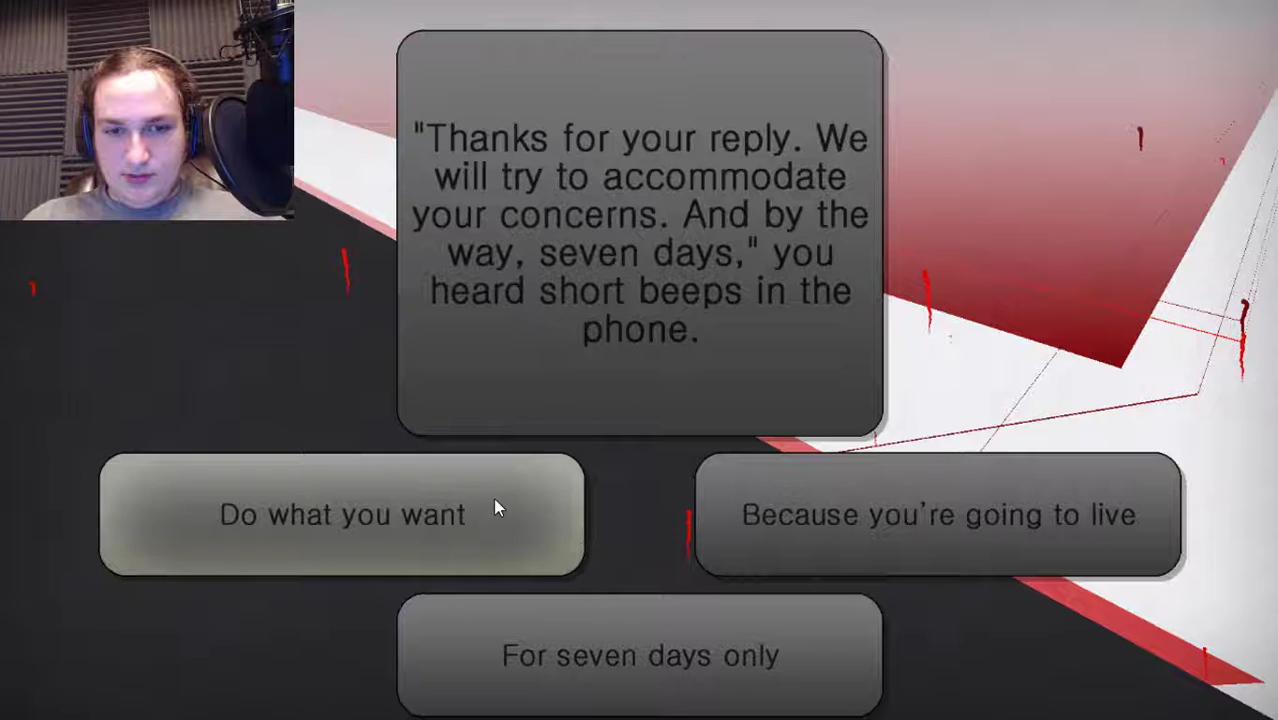 "Thanks for your reply. We
will try to accommodate
your concerns. And by the
way, seven days," you
heard short beeps in the
phone.
Do what you want
Because you're going to live
For seven days only